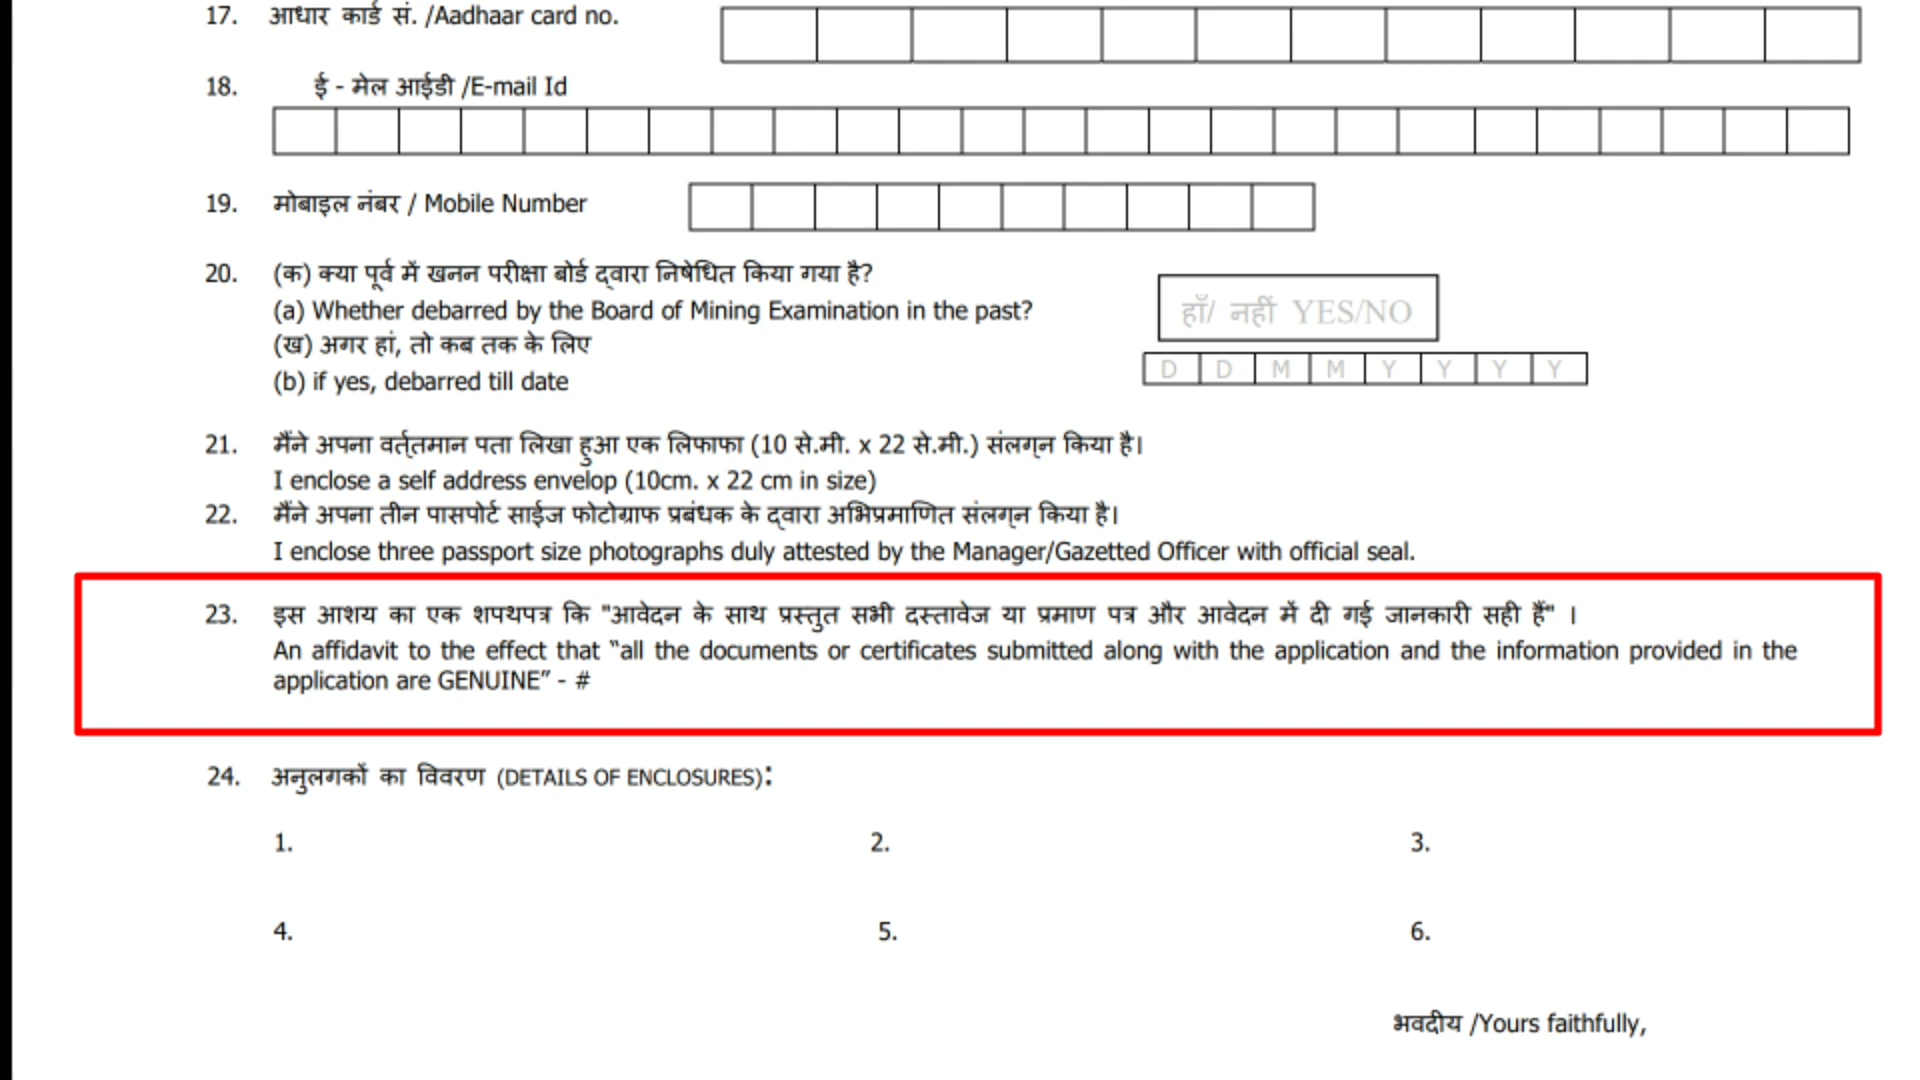 17. आधार कार्ड सं. /Aadhaar card no.
18. ई - मेल आईडी /E-mail Id
19. मोबाइल नंबर / Mobile Number
20. (क) क्या पूर्व में खनन परीक्षा बोर्ड द्वारा निषेधित किया गया है?
हाँ/ नहीं YES/NO
(a) Whether debarred by the Board of Mining Examination in the past?
(ख) अगर हां, तो कब तक के लिए
D D M M Y Y Y Y
(b) if yes, debarred till date
21. मैंने अपना वर्त्तमान पता लिखा हुआ एक लिफाफा (10 से.मी. x 22 से.मी.) संलग्न किया है।
I enclose a self address envelop (10cm. x 22 cm in size)
22. मैंने अपना तीन पासपोर्ट साईज फोटोग्राफ प्रबंधक के द्वारा अभिप्रमाणित संलग्न किया है।
I enclose three passport size photographs duly attested by the Manager/Gazetted Officer with official seal.
23. इस आशय का एक शपथपत्र कि "आवेदन के साथ प्रस्तुत सभी दस्तावेज या प्रमाण पत्र और आवेदन में दी गई जानकारी सही हैं" ।
An affidavit to the effect that “all the documents or certificates submitted along with the application and the information provided in the
application are GENUINE” - #
24. अनुलगकों का विवरण (DETAILS OF ENCLOSURES):
1. 2. 3.
4. 5. 6.
भवदीय /Yours faithfully,